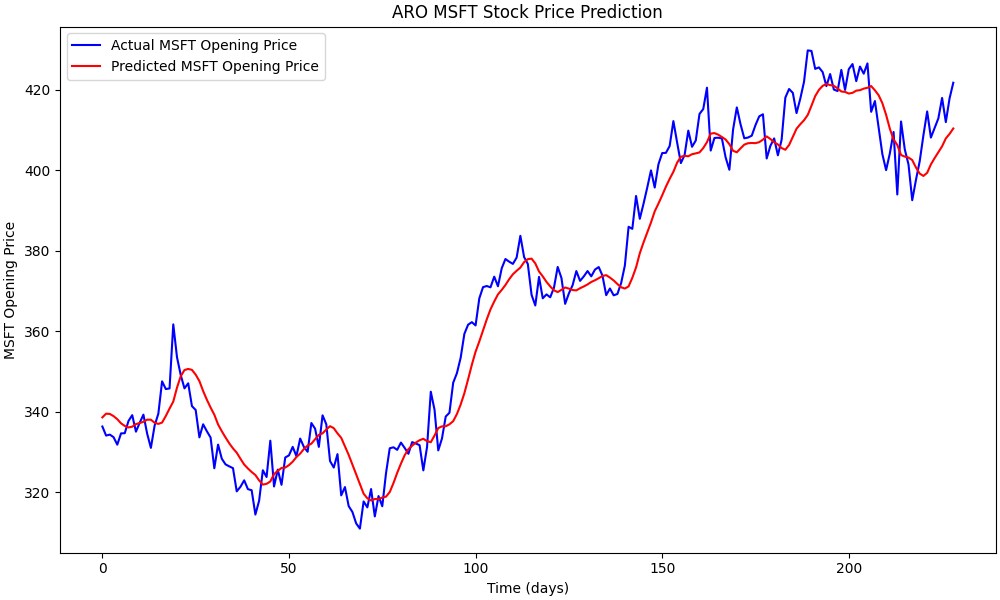 ARO MSFT Stock Price Prediction
Actual MSFT Opening Price
Predicted MSFT Opening Price
MSFT Opening Price
420
400
380
360
340
320
0 50 100 150 200
Time (days)